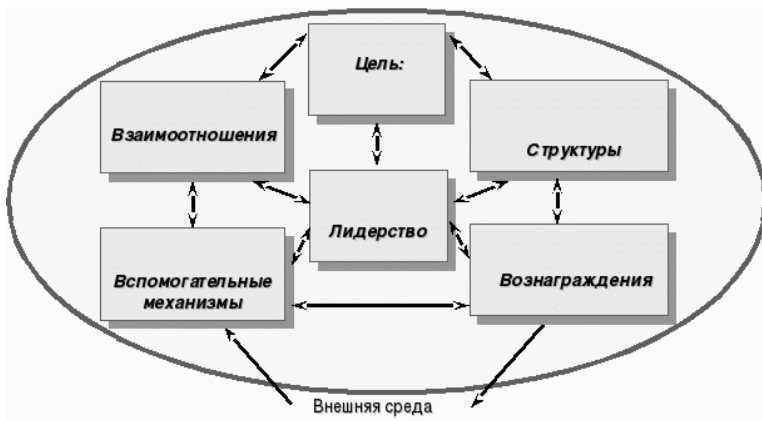 Цель:
Взаимоотношения
Структуры
Лидерство
Вспомогательные
механизмы
Вознаграждения
Внешняя среда